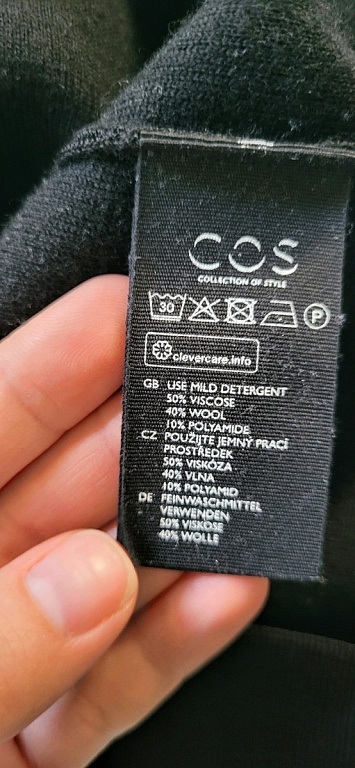 COS
COLLECTION OF STYLE
30 P
clevercare.info
GB USE MILD DETERGENT
50% VISCOSE
40% WOOL
10% POLYAMIDE
CZ POUŽIJTE JEMNÝ PRACÍ
PROSTŘEDEK
50% VISKÓZA
40% VLNA
10% POLYAMID
DE FEINWASCHMITTEL
VERWENDEN
50% VISKOSE
40% WOLLE